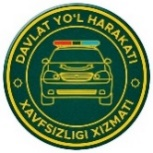 DAVLAT YO'L HARAKATI
XAVFSIZLIGI XIZMATI